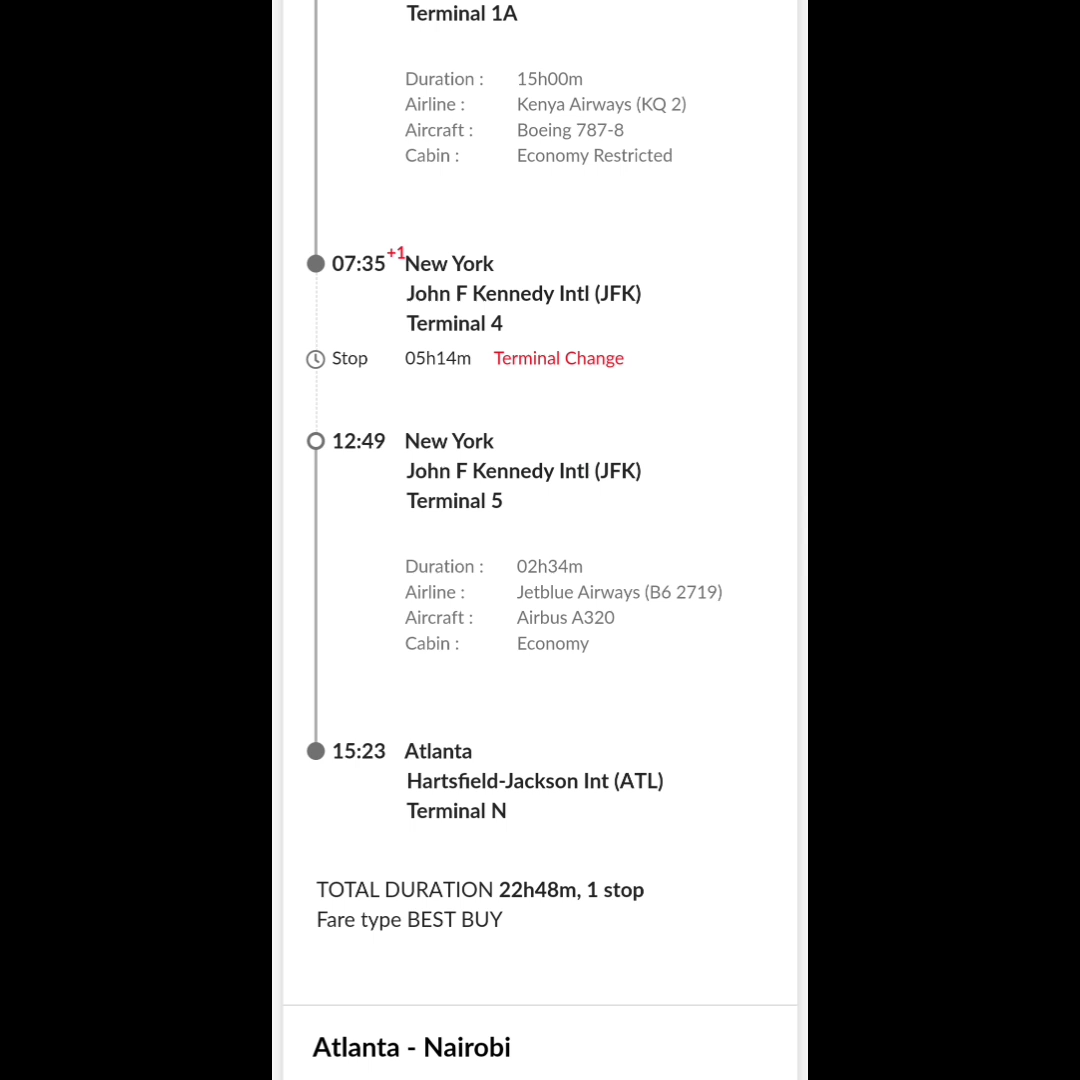 Terminal 1A
Duration : 15h00m
Airline : Kenya Airways (KQ 2)
Aircraft : Boeing 787-8
Cabin : Economy Restricted
07:35 +1 New York
John F Kennedy Intl (JFK)
Terminal 4
Stop 05h14m Terminal Change
12:49 New York
John F Kennedy Intl (JFK)
Terminal 5
Duration : 02h34m
Airline : Jetblue Airways (B6 2719)
Aircraft : Airbus A320
Cabin : Economy
15:23 Atlanta
Hartsfield-Jackson Int (ATL)
Terminal N
TOTAL DURATION 22h48m, 1 stop
Fare type BEST BUY
Atlanta - Nairobi